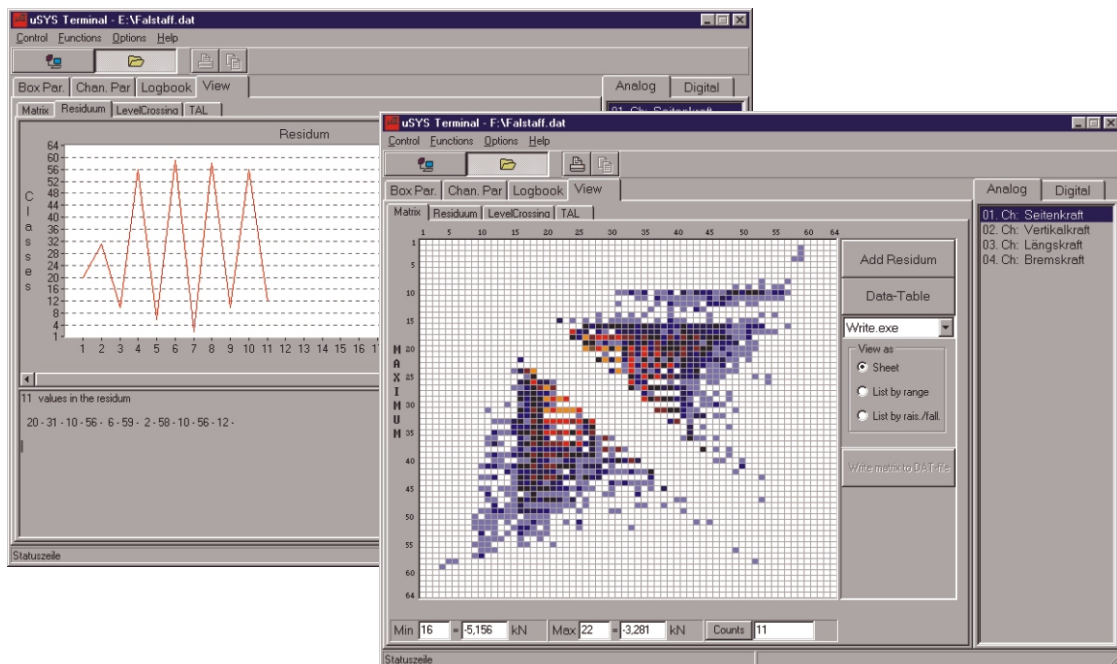 uSYS Terminal - E:\Falstaff.dat
Control Functions Options Help
Box Par. Chan. Par Logbook View
Analog Digital
Matrix Residuum LevelCrossing TAL
01. Ch: Seitenkraft
Residum
Classes
64
60
56
52
48
44
40
36
32
28
24
20
16
12
8
4
1
1 2 3 4 5 6 7 8 9 10 11 12 13 14 15 16
11 values in the residum
20 - 31 - 10 - 56 - 6 - 59 - 2 - 58 - 10 - 56 - 12 -
Statuszeile
uSYS Terminal - F:\Falstaff.dat
Control Functions Options Help
Box Par. Chan. Par Logbook View
Analog Digital
Matrix Residuum LevelCrossing TAL
1 5 10 15 20 25 30 35 40 45 50 55 60 64
1
5
10
15
20
25
30
35
40
45
50
55
60
64
MAXIMUM
Add Residum
Data-Table
Write.exe
View as
Sheet
List by range
List by rais./fall.
Write matrix to DAT-file
01. Ch: Seitenkraft
02. Ch: Vertikalkraft
03. Ch: Längskraft
04. Ch: Bremskraft
Min 16 = -5,156 kN Max 22 = -3,281 kN Counts 11
Statuszeile